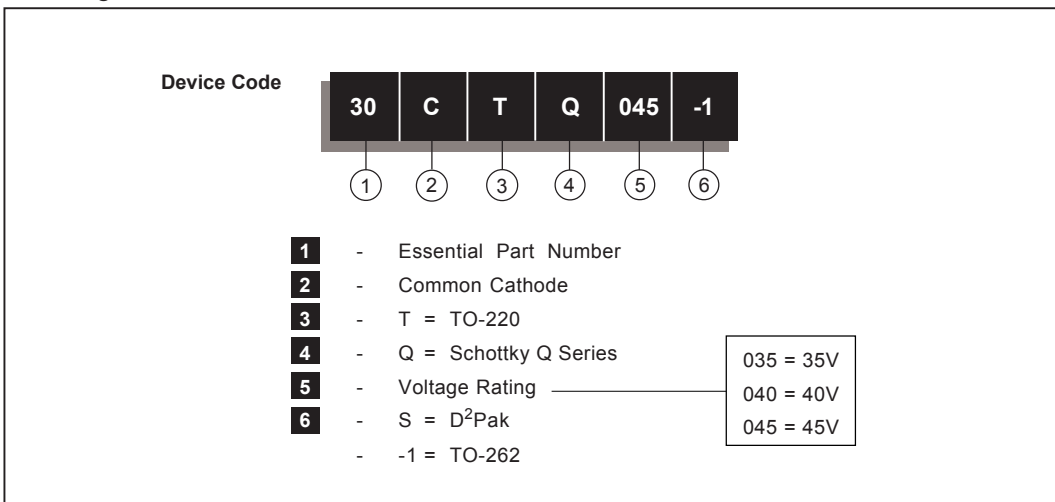 Device Code
30 C T Q 045 -1
1 2 3 4 5 6
1 - Essential Part Number
2 - Common Cathode
3 - T = TO-220
4 - Q = Schottky Q Series
5 - Voltage Rating
6 - S = D²Pak
- -1 = TO-262
035 = 35V
040 = 40V
045 = 45V